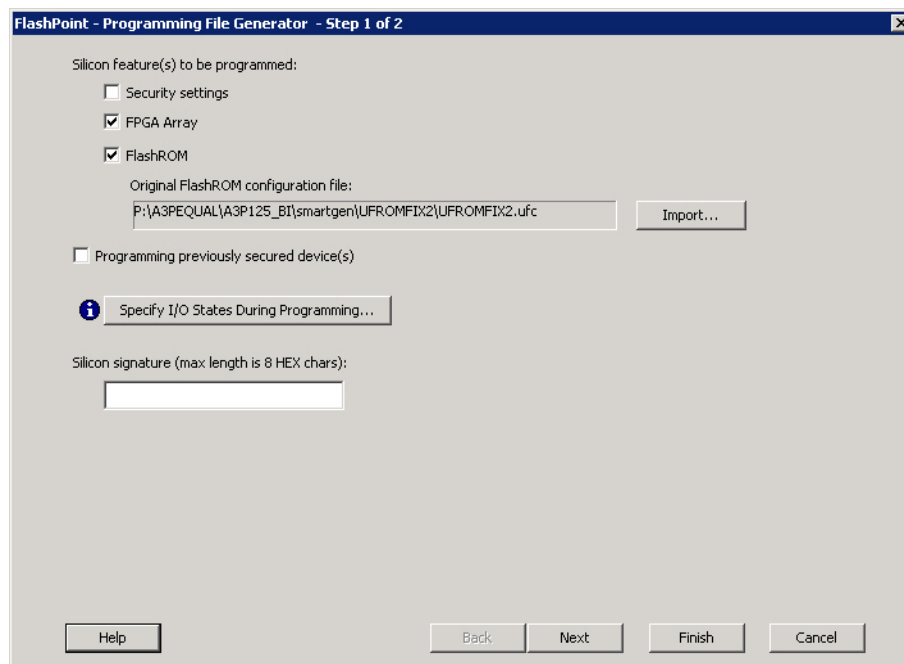 FlashPoint - Programming File Generator - Step 1 of 2
Silicon feature(s) to be programmed:
Security settings
FPGA Array
FlashROM
Original FlashROM configuration file:
P:\A3PEQUAL\A3P125_BI\smartgen\UFROMFIX2\UFROMFIX2.ufc
Import...
Programming previously secured device(s)
Specify I/O States During Programming...
Silicon signature (max length is 8 HEX chars):
Help Back Next Finish Cancel